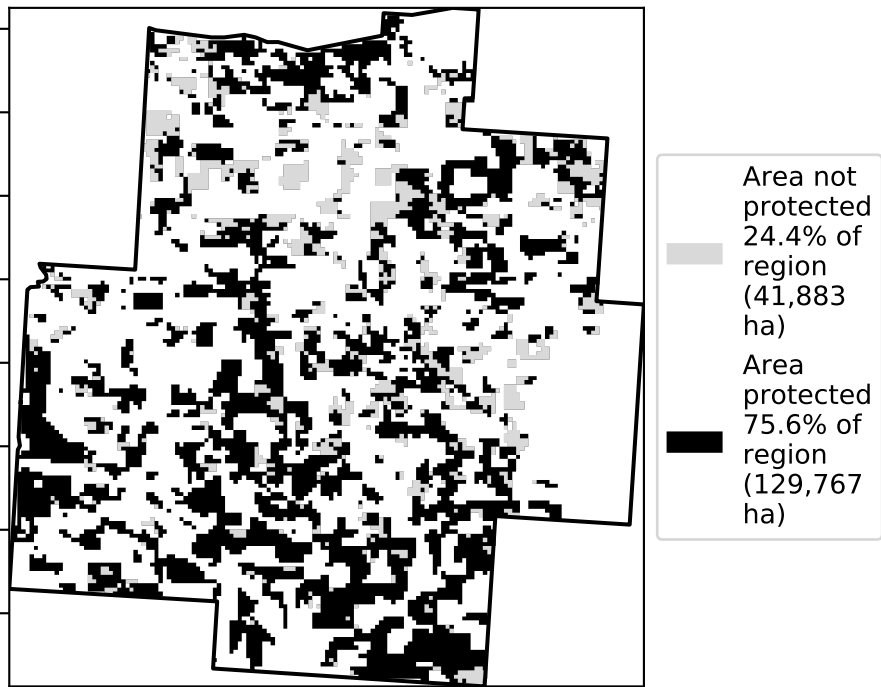 Area not
protected
24.4% of
region
(41,883
ha)
Area
protected
75.6% of
region
(129,767
ha)